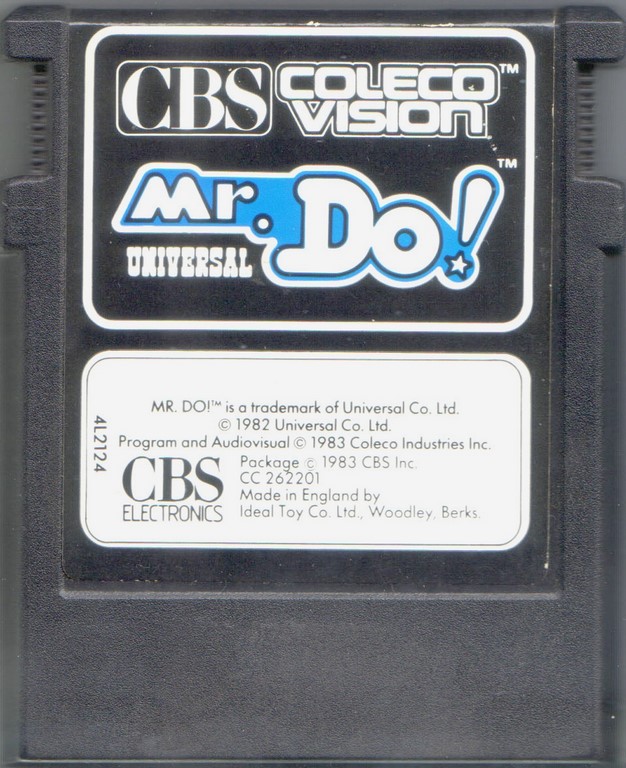 CBS COLECO VISION™
Mr. Do!™
UNIVERSAL
MR. DO!™ is a trademark of Universal Co. Ltd.
© 1982 Universal Co. Ltd.
Program and Audiovisual © 1983 Coleco Industries Inc.
CBS ELECTRONICS
Package © 1983 CBS Inc.
CC 262201
Made in England by
Ideal Toy Co. Ltd., Woodley, Berks.
4L2124